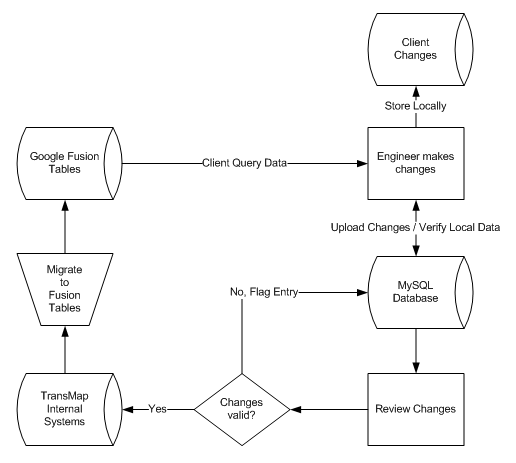 Client
Changes
Store Locally
Google Fusion
Tables
Client Query Data
Engineer makes
changes
Upload Changes / Verify Local Data
Migrate
to
Fusion
Tables
No, Flag Entry
MySQL
Database
TransMap
Internal
Systems
Yes
Changes
valid?
Review Changes